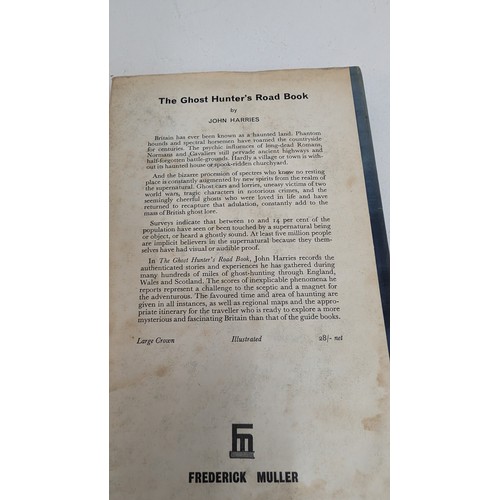 The Ghost Hunter's Road Book
by
JOHN HARRIES
Britain has ever been known as a haunted land. Phantom
hounds and spectral horsemen have roamed the countryside
for centuries. The psychic influences of long-dead Romans,
Normans and Cavaliers still pervade ancient highways and
half-forgotten battle-grounds. Hardly a village or town is with-
out its haunted house or spook-ridden churchyard.
And the bizarre procession of spectres who know no resting
place is constantly augmented by new spirits from the realm of
the supernatural. Ghost-cars and lorries, uneasy victims of two
world wars, tragic characters in notorious crimes, and the
seemingly cheerful ghosts who were loved in life and have
returned to recapture that adulation, constantly add to the
mass of British ghost lore.
Surveys indicate that between 10 and 14 per cent of the
population have seen or been touched by a supernatural being
or object, or heard a ghostly sound. At least five million people
are implicit believers in the supernatural because they them-
selves have had visual or audible proof.
In The Ghost Hunter's Road Book, John Harries records the
authenticated stories and experiences he has gathered during
many hundreds of miles of ghost-hunting through England,
Wales and Scotland. The scores of inexplicable phenomena he
reports represent a challenge to the sceptic and a magnet for
the adventurous. The favoured time and area of haunting are
given in all instances, as well as regional maps and the appro-
priate itinerary for the traveller who is ready to explore a more
mysterious and fascinating Britain than that of the guide books.
Large Crown Illustrated 28/- net
fm
FREDERICK MULLER